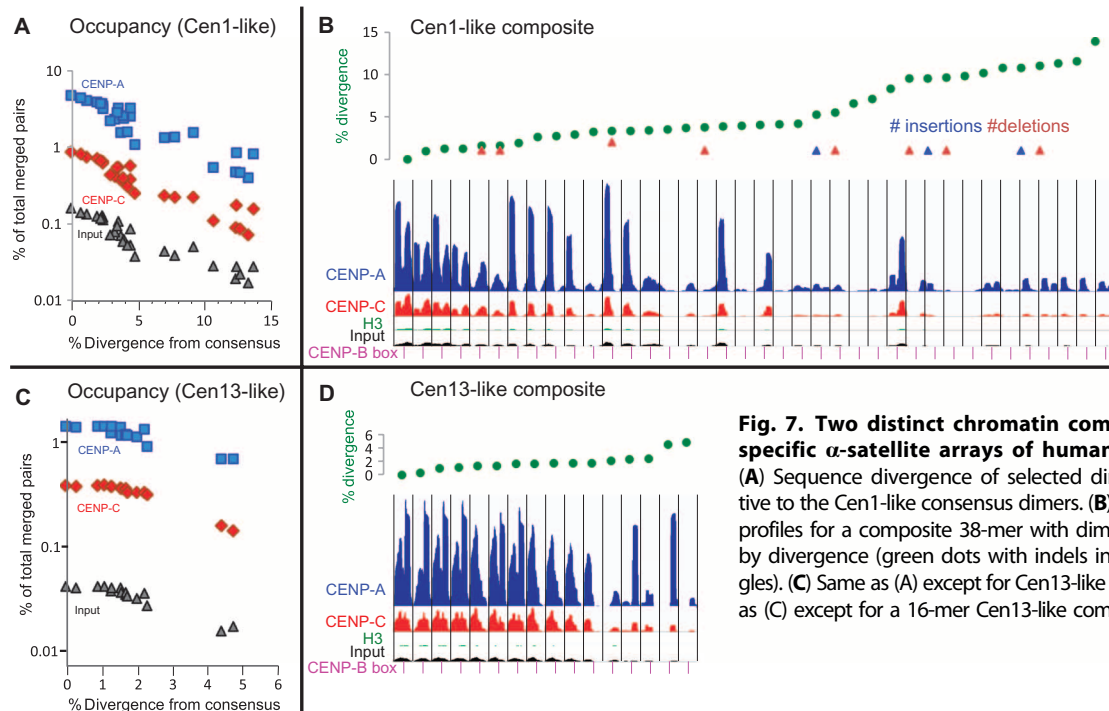 A
Occupancy (Cen1-like)
% of total merged pairs
10
1
0.1
0.01
CENP-A
CENP-C
Input
0
5
10
15
% Divergence from consensus
B
Cen1-like composite
% divergence
15
10
5
0
# insertions #deletions
CENP-A
CENP-C
H3
Input
CENP-B box
C
Occupancy (Cen13-like)
% of total merged pairs
1
0.1
0.01
CENP-A
CENP-C
Input
0
1
2
3
4
5
6
% Divergence from consensus
D
Cen13-like composite
% divergence
6
4
2
0
CENP-A
CENP-C
H3
Input
CENP-B box
Fig. 7. Two distinct chromatin com
specific α-satellite arrays of human
(A) Sequence divergence of selected di
tive to the Cen1-like consensus dimers. (B)
profiles for a composite 38-mer with dim
by divergence (green dots with indels in
gles). (C) Same as (A) except for Cen13-like
as (C) except for a 16-mer Cen13-like com